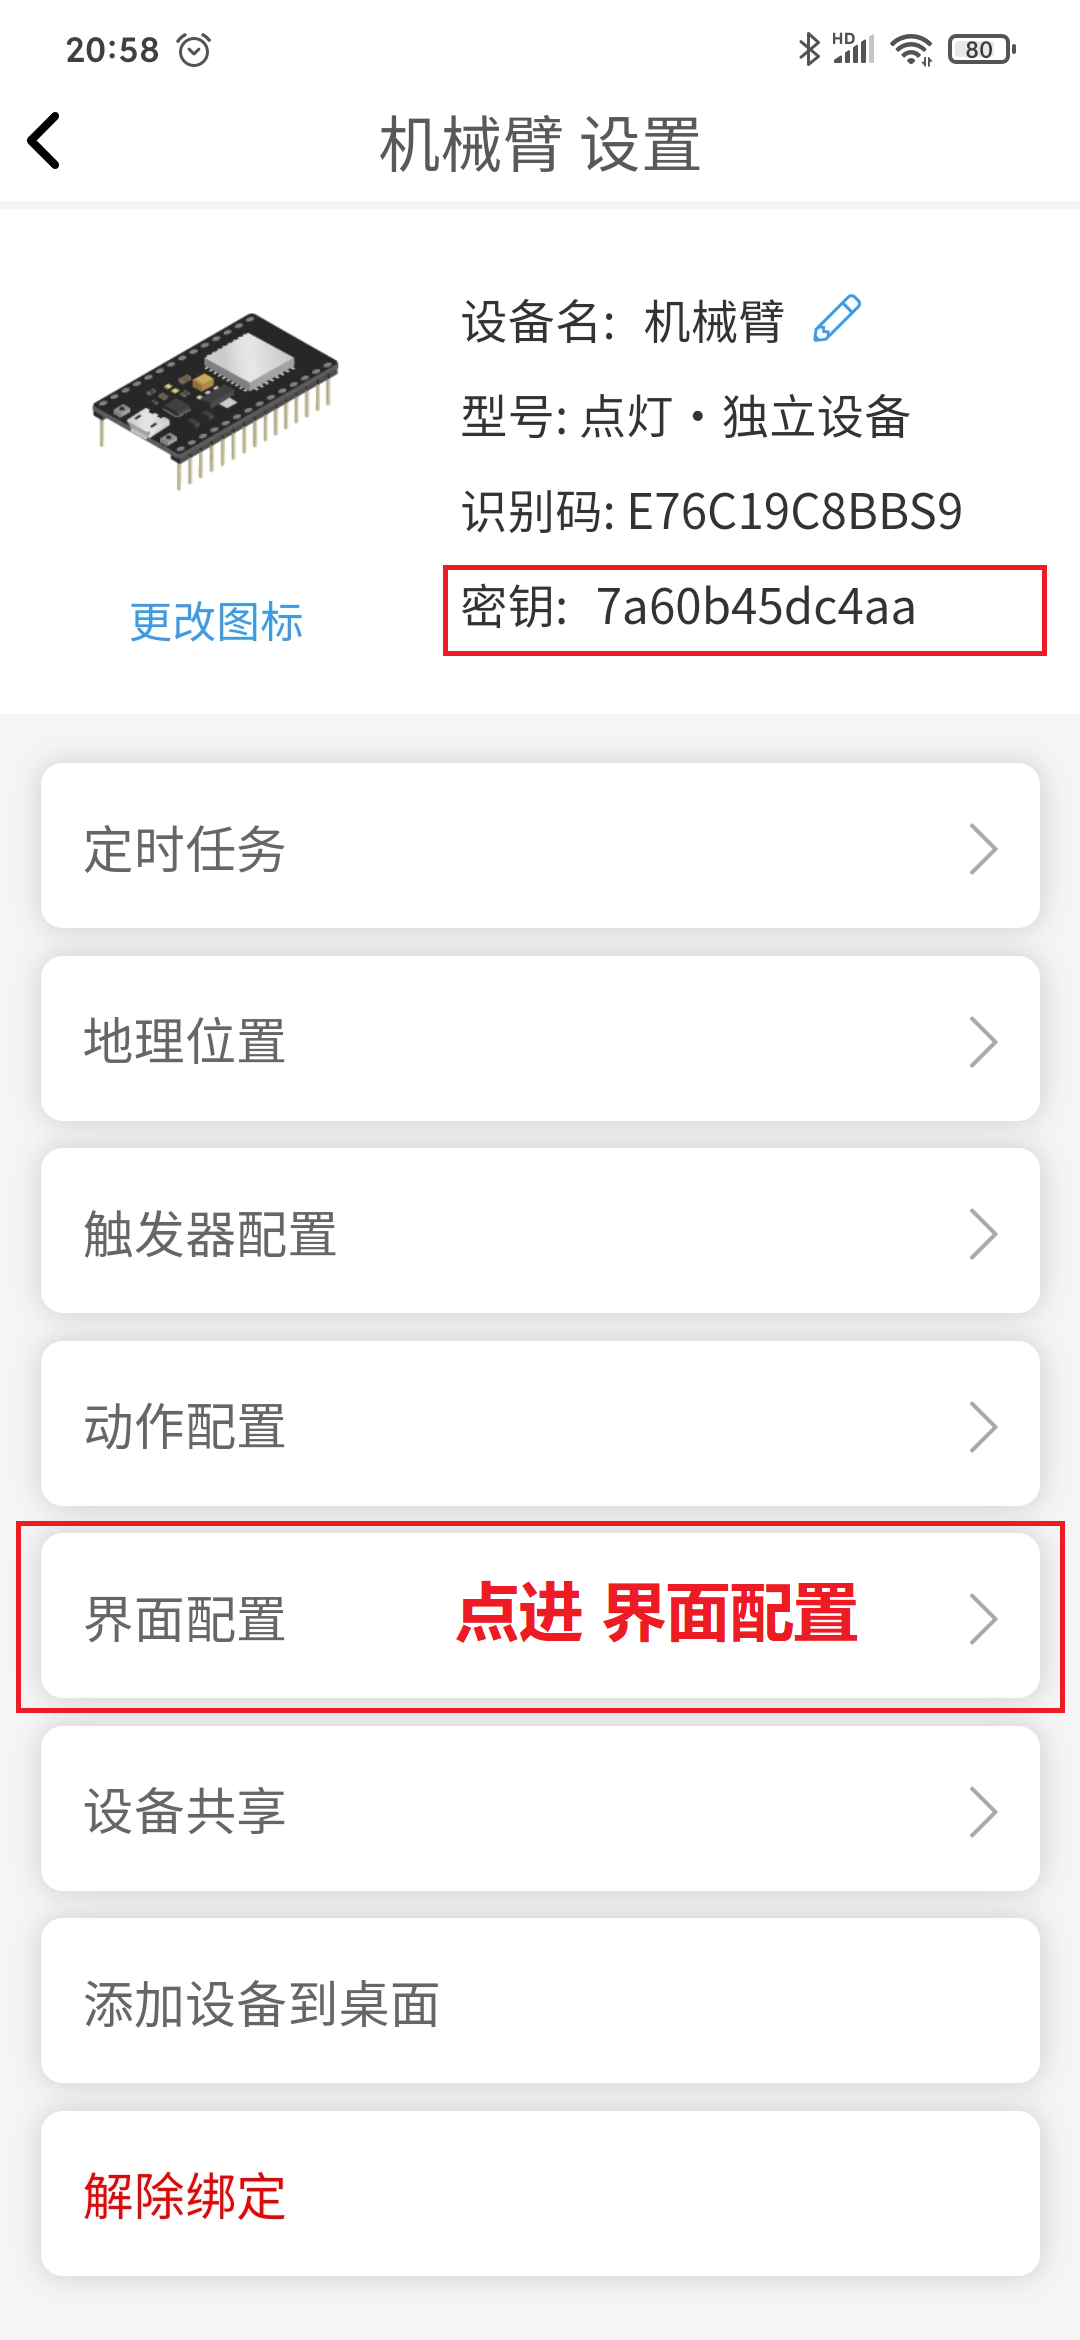 20:58 HD 80
机械臂 设置
设备名: 机械臂
型号: 点灯·独立设备
识别码: E76C19C8BBS9
密钥: 7a60b45dc4aa
更改图标
定时任务
地理位置
触发器配置
动作配置
界面配置 点进 界面配置
设备共享
添加设备到桌面
解除绑定